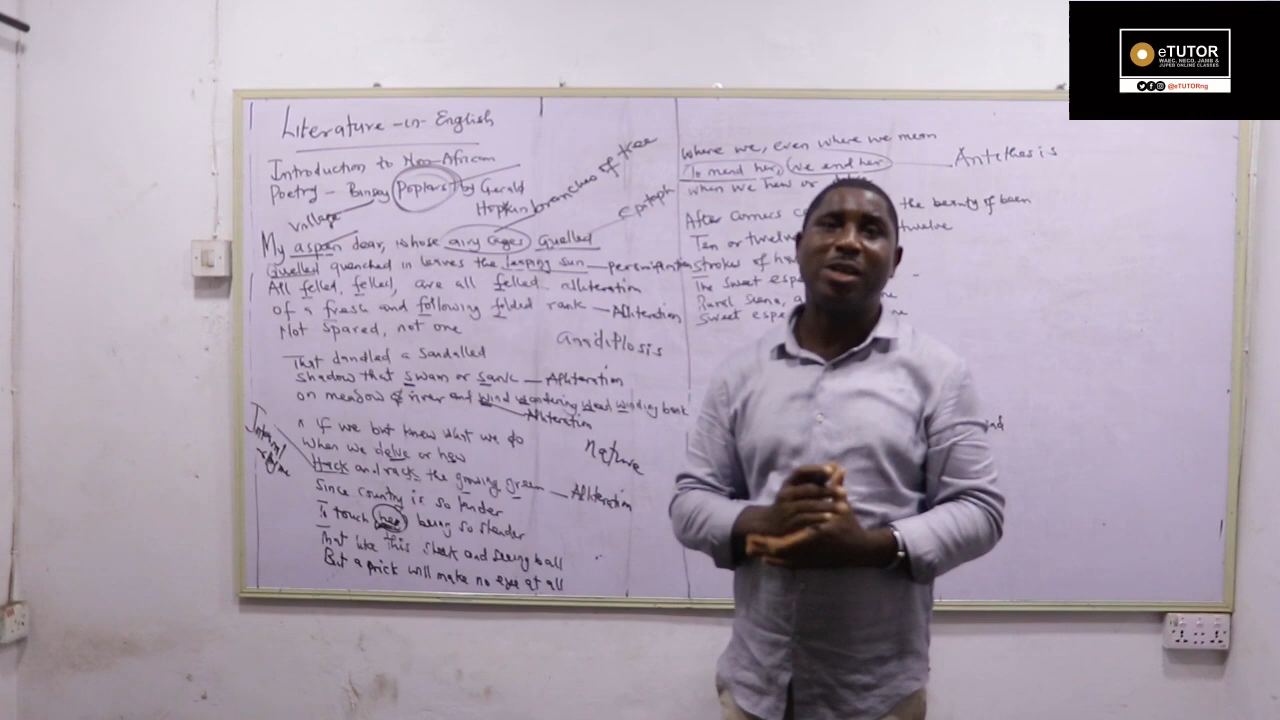 eTUTOR
WAEC, NECO, JAMB &
JUPEB ONLINE CLASSES
@eTUTORng
Literature-in-English
Introduction to Neo-African
Poetry - Binsey Poplars by Gerald
Hopkin
branches of tree
village
epitaph
My aspen dear, whose airy cages quelled
Quelled quenched in leaves the leaping sun — personification
All felled, felled, are all felled alliteration
of a fresh and following folded rank — Alliteration
Not spared, not one
anadiplosis
That dandled a sandalled
shadow that swam or sank — Alliteration
on meadow & river and wind wandering weed winding bank
Alliteration
if we but knew what we do
When we delve or hew
Nature
Hack and rack the growing green — Alliteration
Since country is so tender
To touch her being so slender
That like this sleek and seeing ball
But a prick will make no eye at all
Where we, even where we mean
To mend her, we end her
Antethesis
when we hew or
After comers
the beauty of been
Ten or twelve
twelve
strokes of
The sweet
Rural Scene, a
Sweet